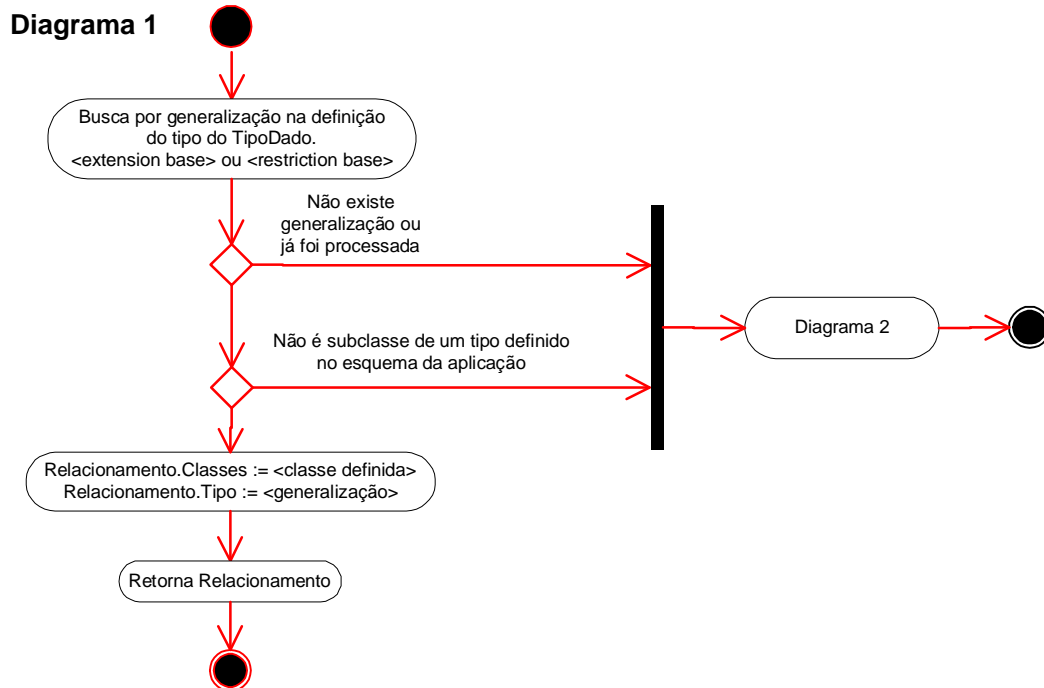 Diagrama 1
Busca por generalização na definição
do tipo do TipoDado.
<extension base> ou <restriction base>
Não existe
generalização ou
já foi processada
Diagrama 2
Não é subclasse de um tipo definido
no esquema da aplicação
Relacionamento.Classes := <classe definida>
Relacionamento.Tipo := <generalização>
Retorna Relacionamento